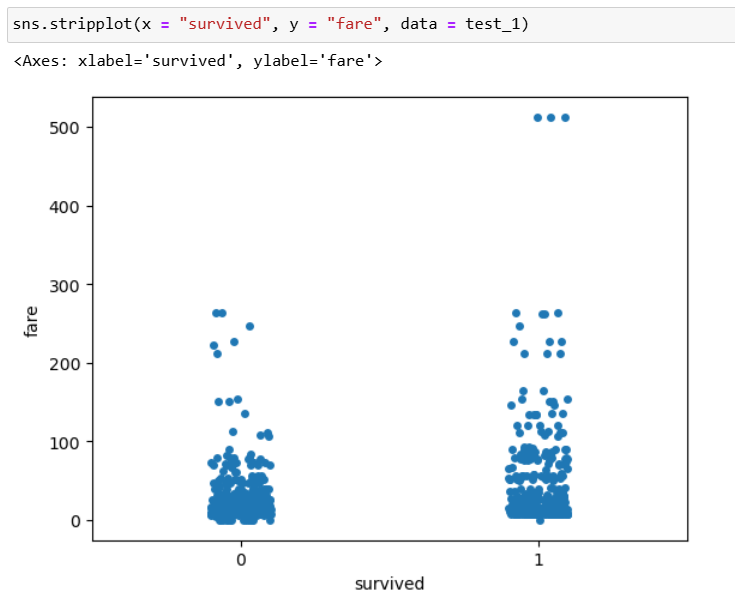 sns.stripplot(x = "survived", y = "fare", data = test_1)
<Axes: xlabel='survived', ylabel='fare'>
500
400
300
200
100
0
fare
0 1
survived